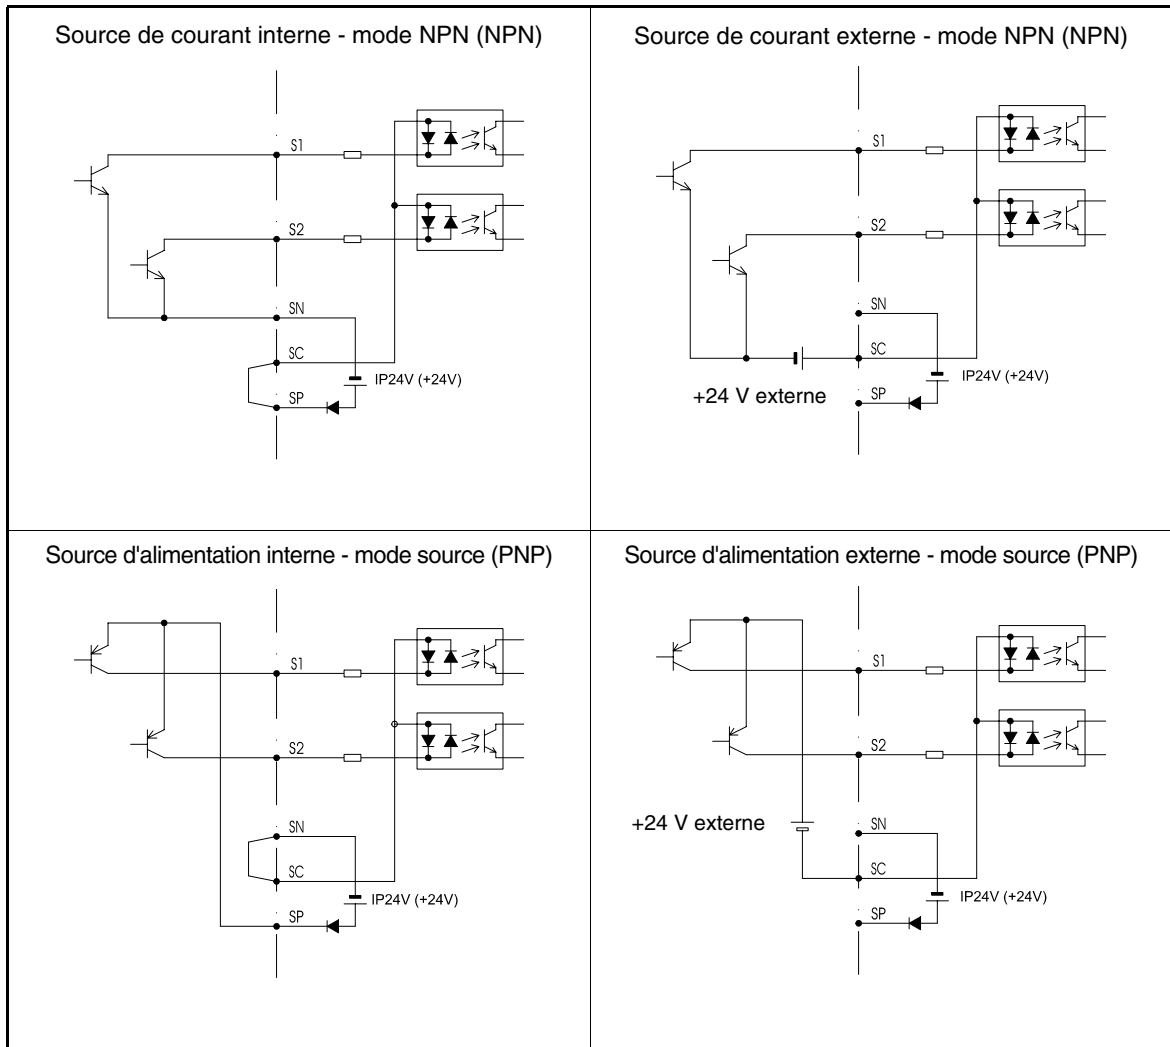 Source de courant interne - mode NPN (NPN)
S1
S2
SN
SC
IP24V (+24V)
SP
Source de courant externe - mode NPN (NPN)
S1
S2
SN
SC
IP24V (+24V)
+24 V externe
SP
Source d'alimentation interne - mode source (PNP)
S1
S2
SN
SC
IP24V (+24V)
SP
Source d'alimentation externe - mode source (PNP)
S1
S2
+24 V externe
SN
SC
IP24V (+24V)
SP